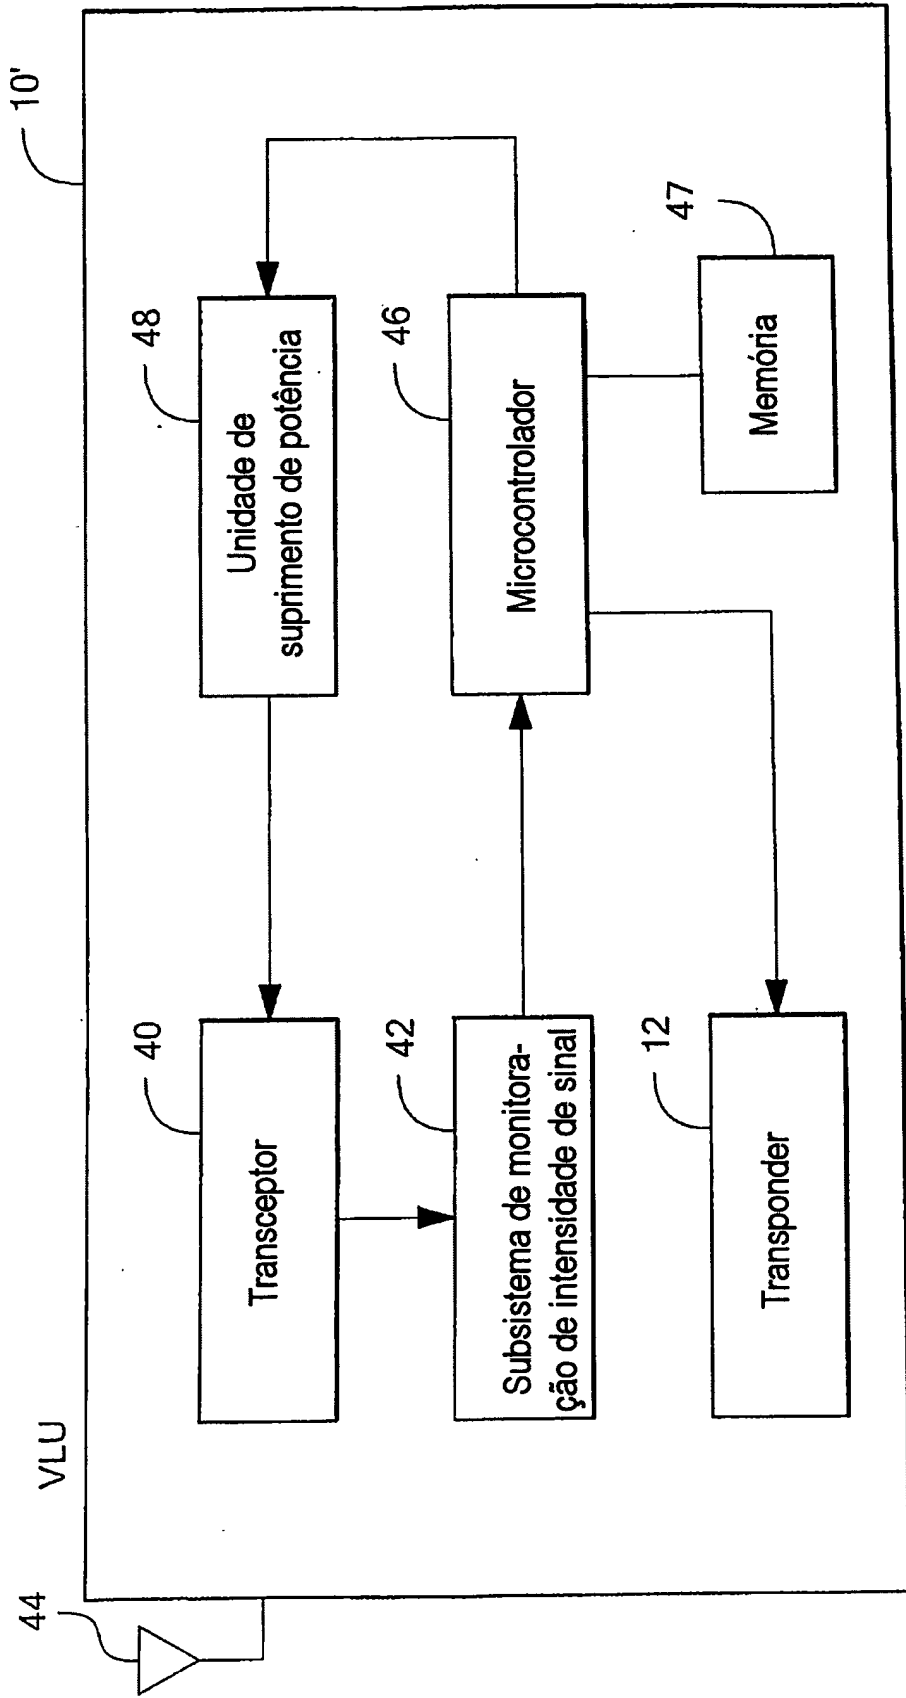 VLU
10'
44
40
Transceptor
48
Unidade de
suprimento de potência
42
Subsistema de monitora-
ção de intensidade de sinal
46
Microcontrolador
12
Transponder
47
Memória